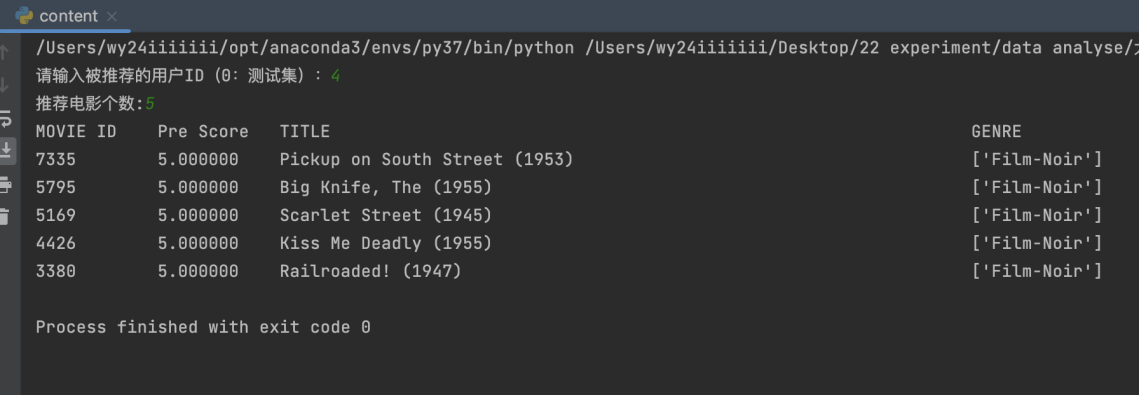 content
/Users/wy24iiiiiii/opt/anaconda3/envs/py37/bin/python /Users/wy24iiiiiii/Desktop/22 experiment/data analyse/
请输入被推荐的用户ID（0：测试集）：4
推荐电影个数:5
MOVIE ID    Pre Score   TITLE    GENRE
7335    5.000000    Pickup on South Street (1953)    ['Film-Noir']
5795    5.000000    Big Knife, The (1955)    ['Film-Noir']
5169    5.000000    Scarlet Street (1945)    ['Film-Noir']
4426    5.000000    Kiss Me Deadly (1955)    ['Film-Noir']
3380    5.000000    Railroaded! (1947)    ['Film-Noir']
Process finished with exit code 0